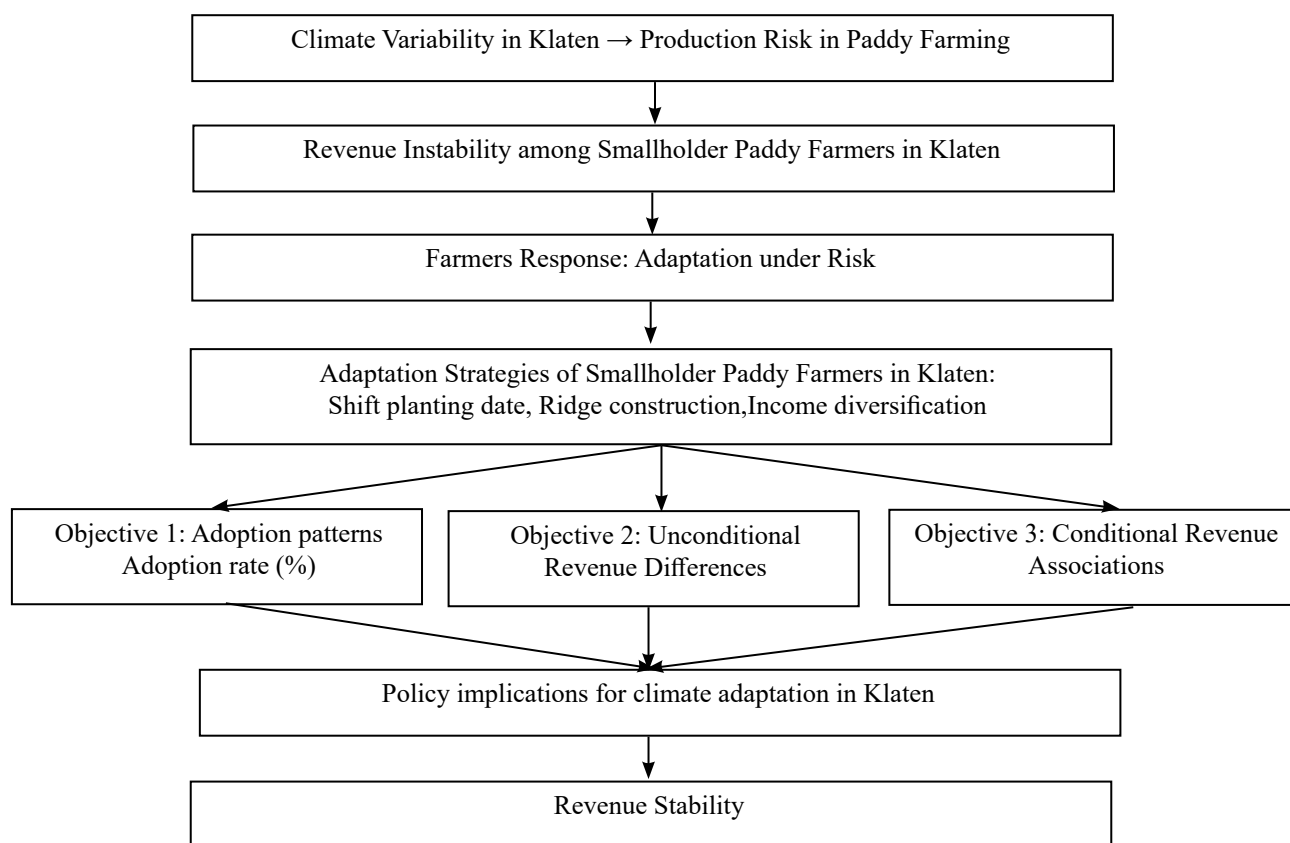 Climate Variability in Klaten → Production Risk in Paddy Farming
Revenue Instability among Smallholder Paddy Farmers in Klaten
Farmers Response: Adaptation under Risk
Adaptation Strategies of Smallholder Paddy Farmers in Klaten:
Shift planting date, Ridge construction,Income diversification
Objective 1: Adoption patterns
Adoption rate (%)
Objective 2: Unconditional
Revenue Differences
Objective 3: Conditional Revenue
Associations
Policy implications for climate adaptation in Klaten
Revenue Stability